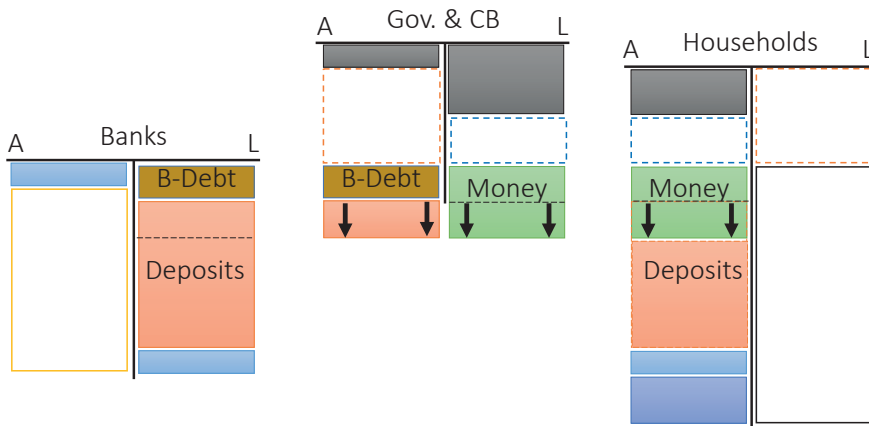 Gov. & CB
A
L
Households
A
L
Banks
A
L
B-Debt
B-Debt
Money
Money
Deposits
Deposits